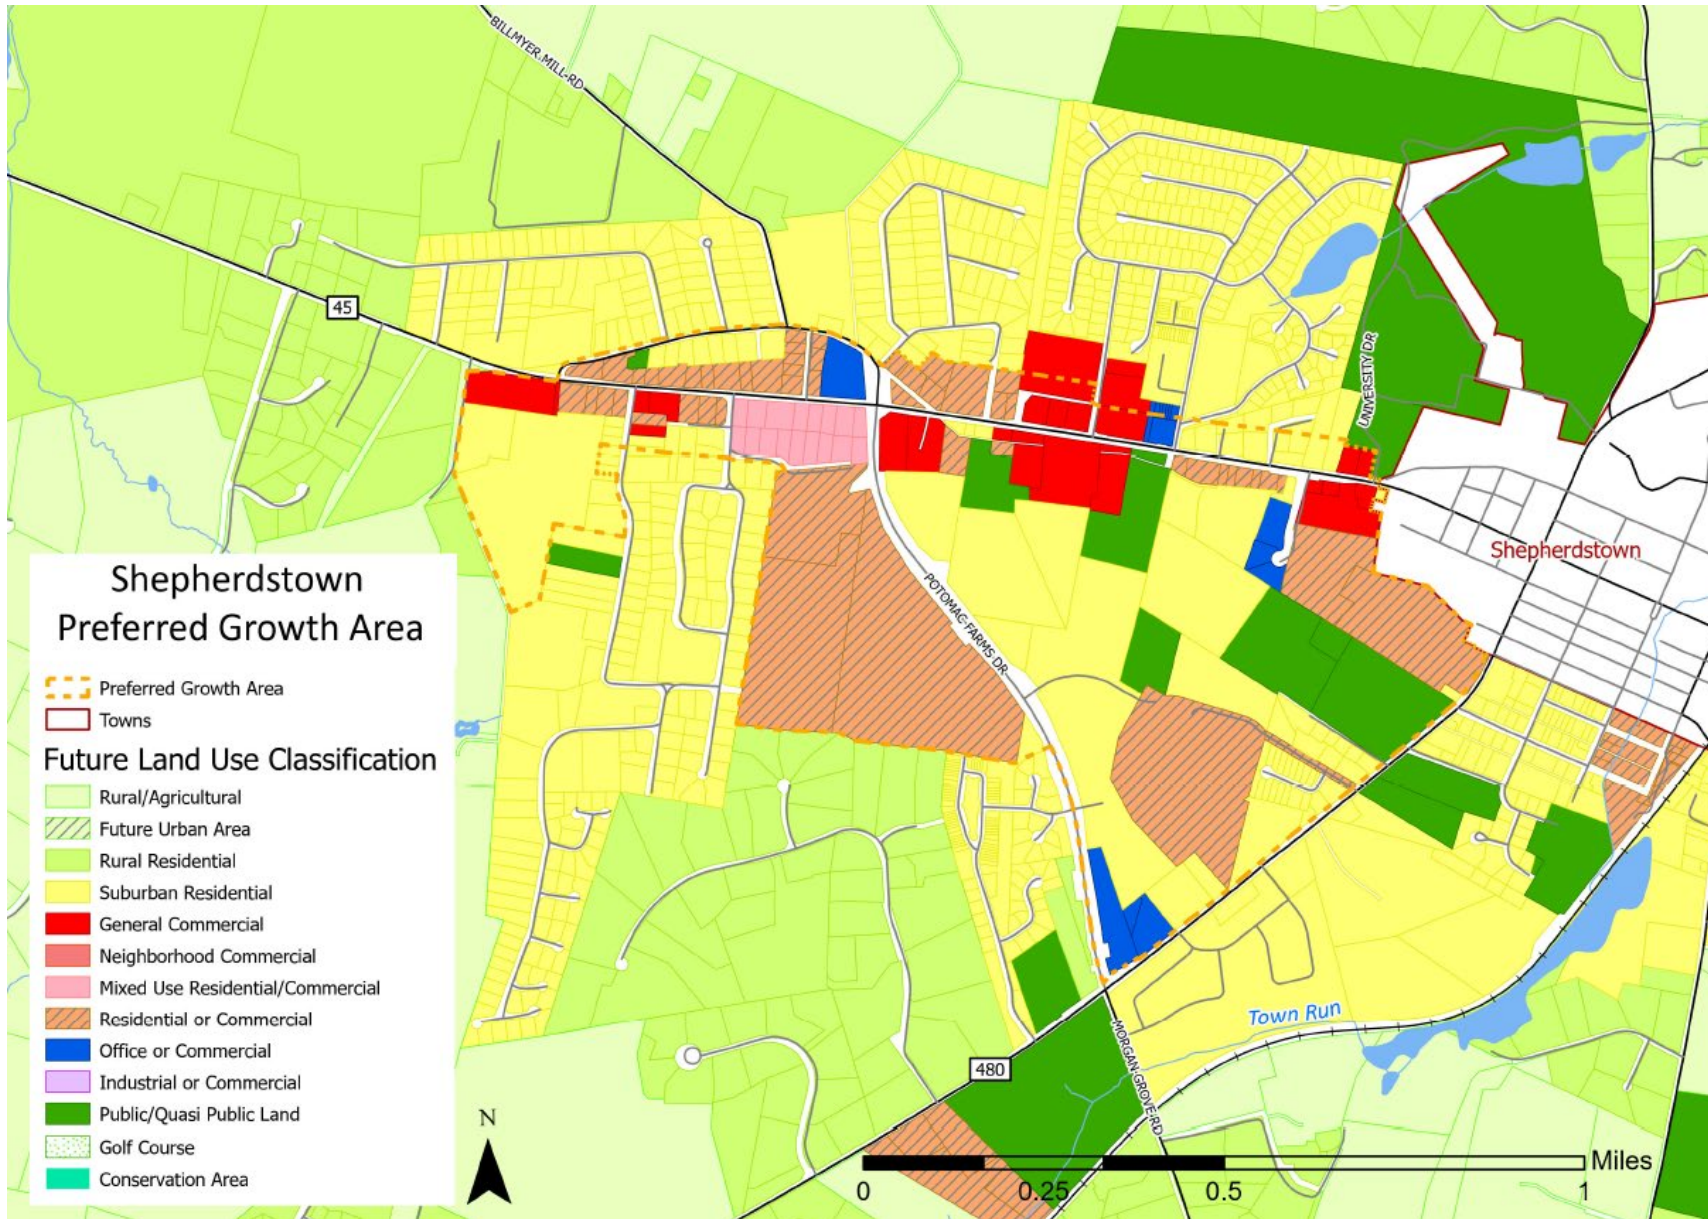 BILLMYER MILL RD
45
UNIVERSITY DR
Shepherdstown
POTOMAC FARMS DR
Town Run
480
MORGAN GROVE RD
Shepherdstown
Preferred Growth Area
Preferred Growth Area
Towns
Future Land Use Classification
Rural/Agricultural
Future Urban Area
Rural Residential
Suburban Residential
General Commercial
Neighborhood Commercial
Mixed Use Residential/Commercial
Residential or Commercial
Office or Commercial
Industrial or Commercial
Public/Quasi Public Land
Golf Course
Conservation Area
N
Miles
0 0.25 0.5 1